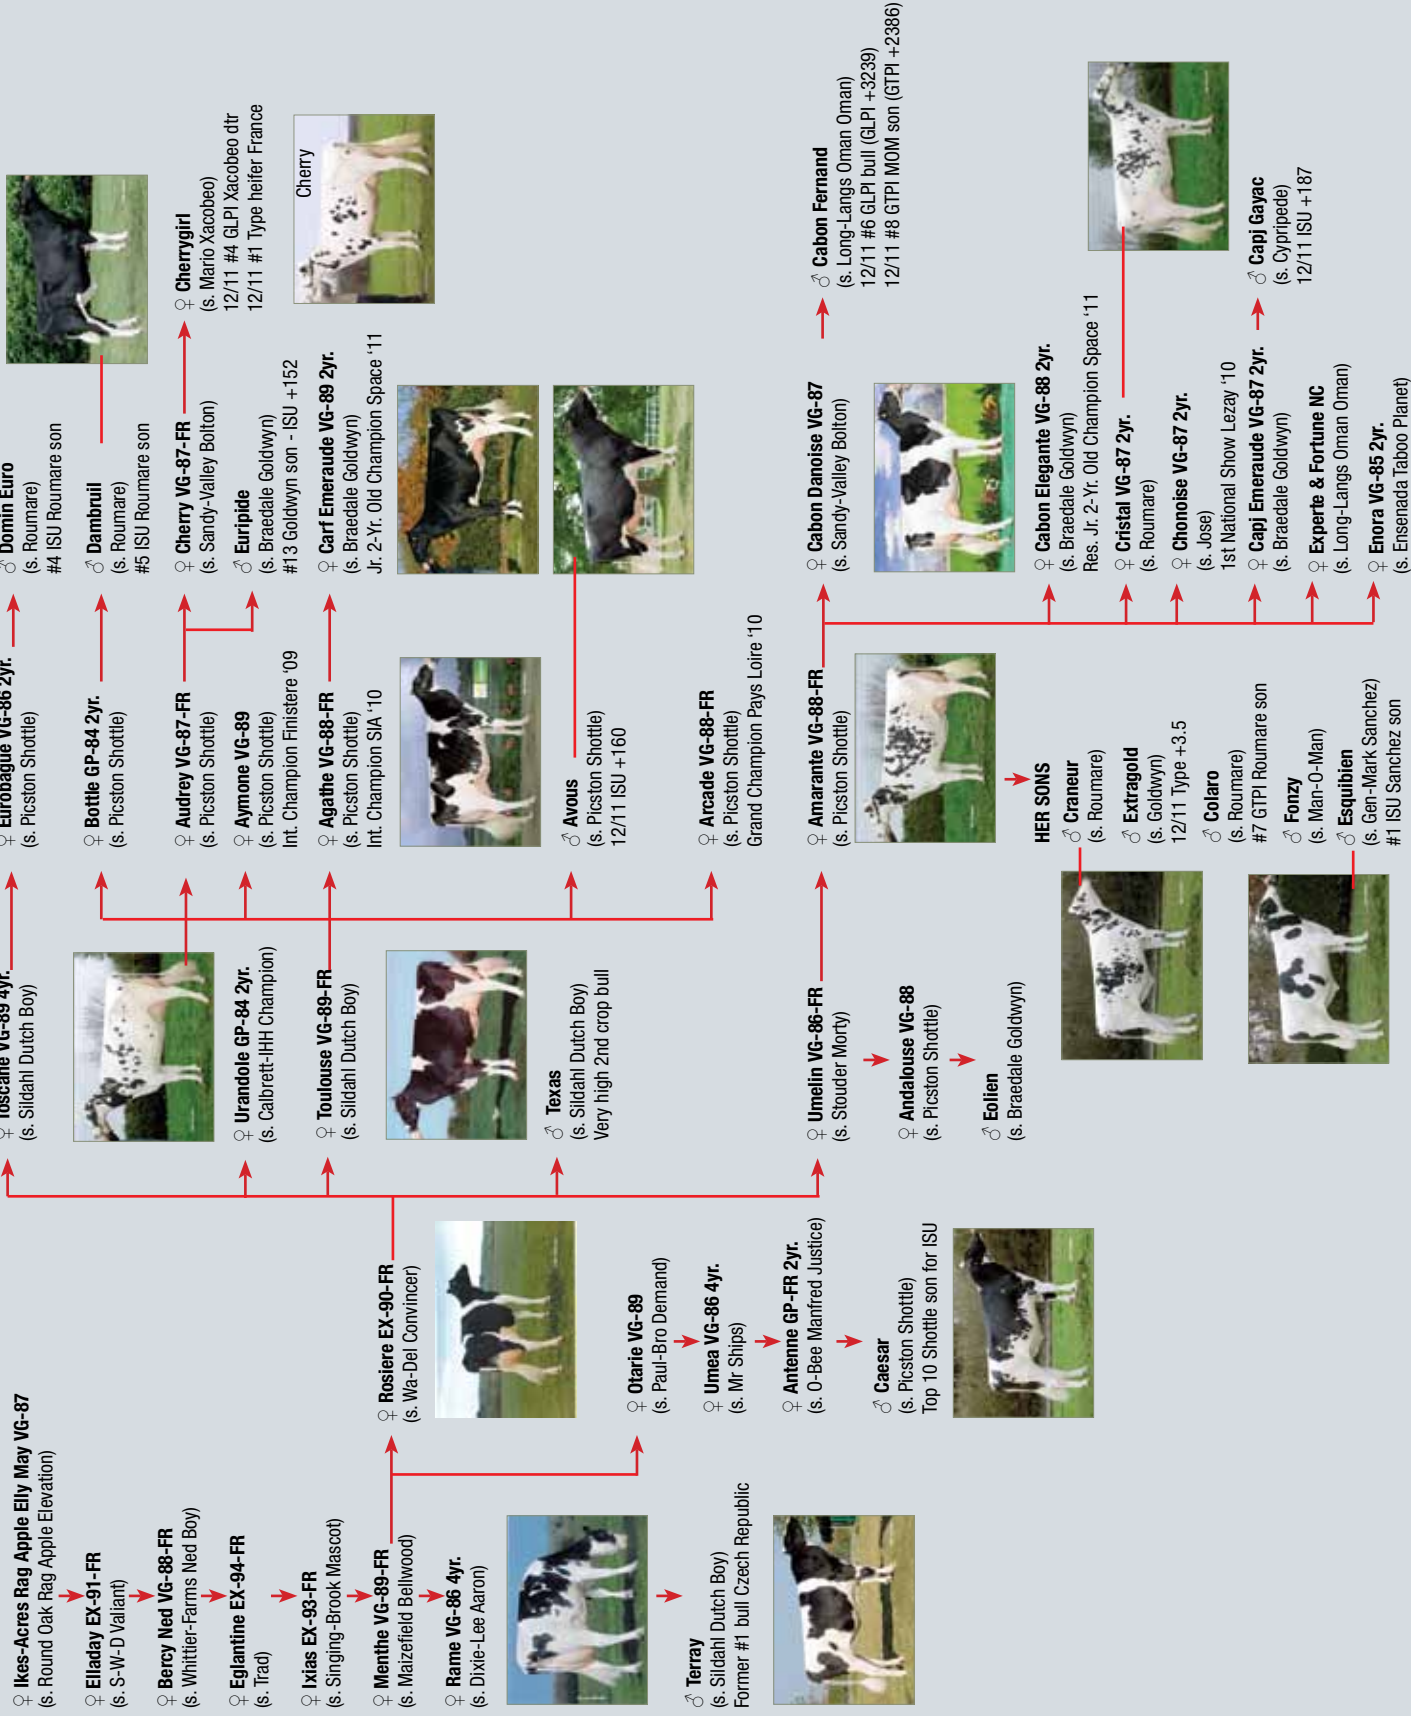 ♀ Ikes-Acres Rag Apple Elly May VG-87
(s. Round Oak Rag Apple Elevation)
♀ Elladay EX-91-FR
(s. S-W-D Valiant)
♀ Bercy Ned VG-88-FR
(s. Whittier-Farms Ned Boy)
♀ Eglantine EX-94-FR
(s. Trad)
♀ Ixias EX-93-FR
(s. Singing-Brook Mascot)
♀ Menthe VG-89-FR
(s. Maizefield Bellwood)
♀ Rame VG-86 4yr.
(s. Dixie-Lee Aaron)
♂ Terray
(s. Sildahl Dutch Boy)
Former #1 bull Czech Republic
♀ Rosiere EX-90-FR
(s. Wa-Del Convincer)
♀ Otarie VG-89
(s. Paul-Bro Demand)
♀ Umea VG-86 4yr.
(s. Mr Ships)
♀ Antenne GP-FR 2yr.
(s. O-Bee Manfred Justice)
♂ Caesar
(s. Picston Shottle)
Top 10 Shottle son for ISU
♀ Toscane VG-89 4yr.
(s. Sildahl Dutch Boy)
♀ Urandole GP-84 2yr.
(s. Calbrett-IHH Champion)
♀ Toulouse VG-89-FR
(s. Sildahl Dutch Boy)
♂ Texas
(s. Sildahl Dutch Boy)
Very high 2nd crop bull
♀ Umelin VG-86-FR
(s. Stouder Morty)
♀ Andalouse VG-88
(s. Picston Shottle)
♂ Eolien
(s. Braedale Goldwyn)
♀ Eurobague VG-86 2yr.
(s. Picston Shottle)
♀ Bottle GP-84 2yr.
(s. Picston Shottle)
♀ Audrey VG-87-FR
(s. Picston Shottle)
♀ Aymone VG-89
(s. Picston Shottle)
Int. Champion Finistere ‘09
♀ Agathe VG-88-FR
(s. Picston Shottle)
Int. Champion SIA ‘10
♂ Avous
(s. Picston Shottle)
12/11 ISU +160
♀ Arcade VG-88-FR
(s. Picston Shottle)
Grand Champion Pays Loire ‘10
♀ Amarante VG-88-FR
(s. Picston Shottle)
HER SONS
♂ Craneur
(s. Roumare)
♂ Extragold
(s. Goldwyn)
12/11 Type +3.5
♂ Colaro
(s. Roumare)
#7 GTPI Roumare son
♂ Fonzy
(s. Man-O-Man)
♂ Esquibien
(s. Gen-Mark Sanchez)
#1 ISU Sanchez son
♂ Domin Euro
(s. Roumare)
#4 ISU Roumare son
♂ Dambruil
(s. Roumare)
#5 ISU Roumare son
♀ Cherry VG-87-FR
(s. Sandy-Valley Bolton)
♂ Euripide
(s. Braedale Goldwyn)
#13 Goldwyn son - ISU +152
♀ Carf Emeraude VG-89 2yr.
(s. Braedale Goldwyn)
Jr. 2-Yr. Old Champion Space ‘11
♀ Cabon Danoise VG-87
(s. Sandy-Valley Bolton)
♀ Cabon Elegante VG-88 2yr.
(s. Braedale Goldwyn)
Res. Jr. 2-Yr. Old Champion Space ‘11
♀ Cristal VG-87 2yr.
(s. Roumare)
♀ Chonoise VG-87 2yr.
(s. Jose)
1st National Show Lezay ‘10
♀ Capj Emeraude VG-87 2yr.
(s. Braedale Goldwyn)
♀ Experte & Fortune NC
(s. Long-Langs Oman Oman)
♀ Enora VG-85 2yr.
(s. Ensenada Taboo Planet)
♀ Cherrygirl
(s. Mario Xacobeo)
12/11 #4 GLPI Xacobeo dtr
12/11 #1 Type heifer France
Cherry
♂ Cabon Fernand
(s. Long-Langs Oman Oman)
12/11 #6 GLPI bull (GLPI +3239)
12/11 #8 GTPI MOM son (GTPI +2386)
♂ Capj Gayac
(s. Cypripede)
12/11 ISU +187